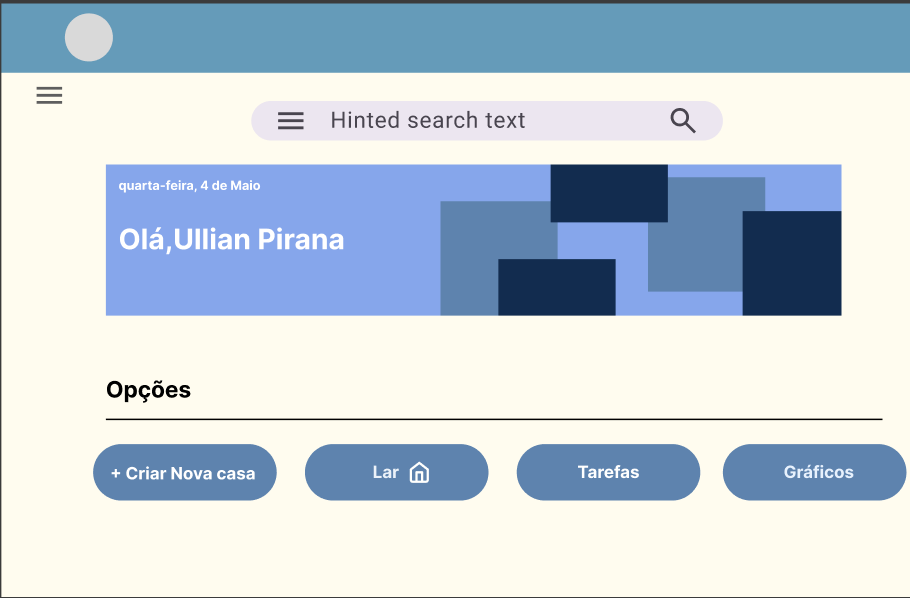 Hinted search text
quarta-feira, 4 de Maio
Olá,Ullian Pirana
Opções
+ Criar Nova casa
Lar
Tarefas
Gráficos